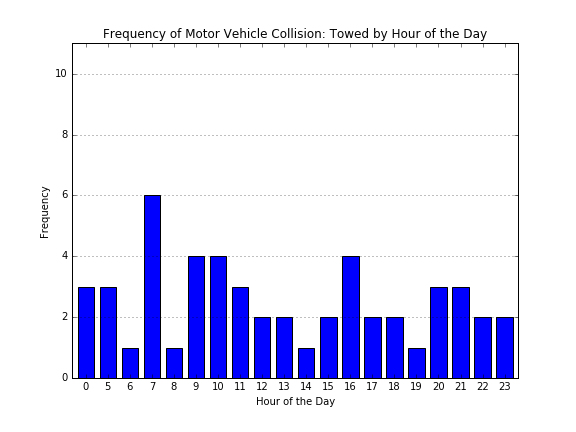 Frequency of Motor Vehicle Collision: Towed by Hour of the Day
10
8
6
4
2
0
Frequency
0 5 6 7 8 9 10 11 12 13 14 15 16 17 18 19 20 21 22 23
Hour of the Day